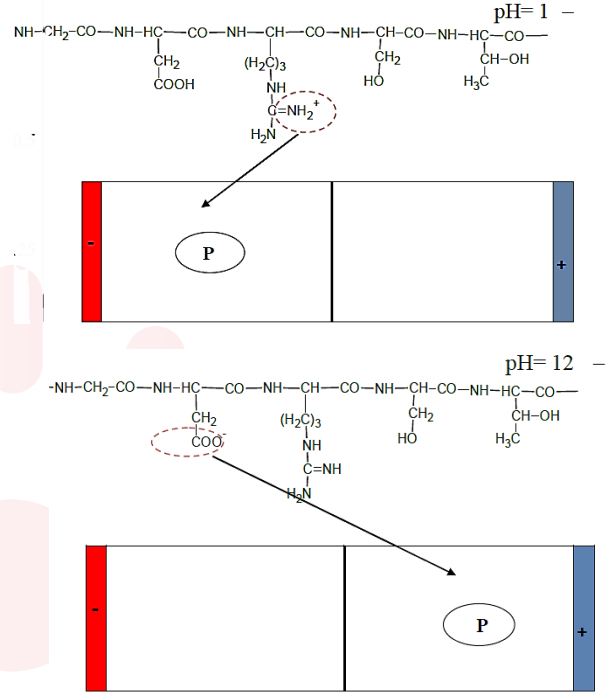 pH= 1 –
NH–CH₂–CO–NH–HC–CO–NH–CH–CO–NH–CH–CO–NH–HC–CO–
CH₂ (H₂C)₃ CH₂ CH–OH
COOH NH HO H₃C
C=NH₂⁺
H₂N
-
P
+
pH= 12 –
-NH–CH₂–CO–NH–HC–CO–NH–CH–CO–NH–CH–CO–NH–HC–CO–
CH₂ (H₂C)₃ CH₂ CH–OH
COO⁻ NH HO H₃C
C=NH
H₂N
-
P
+